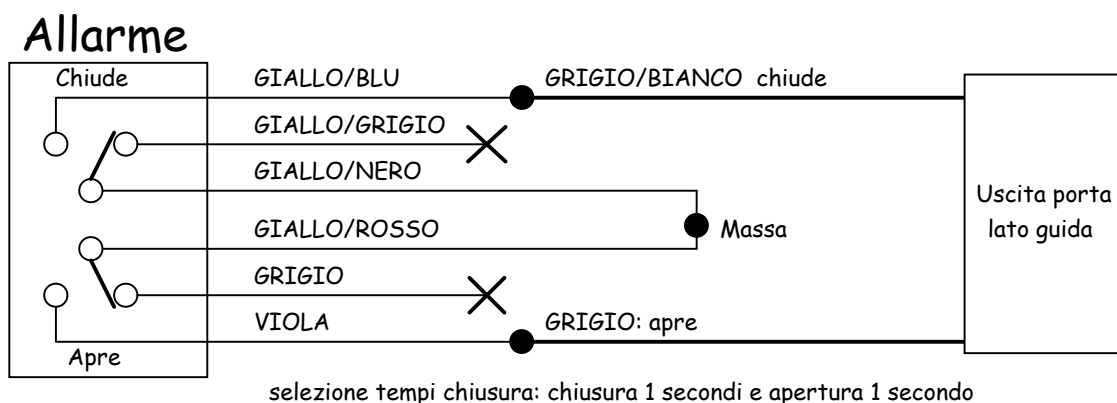 Allarme
Chiude
GIALLO/BLU
GRIGIO/BIANCO chiude
GIALLO/GRIGIO
GIALLO/NERO
Uscita porta
lato guida
GIALLO/ROSSO
Massa
GRIGIO
VIOLA
GRIGIO: apre
Apre
selezione tempi chiusura: chiusura 1 secondi e apertura 1 secondo